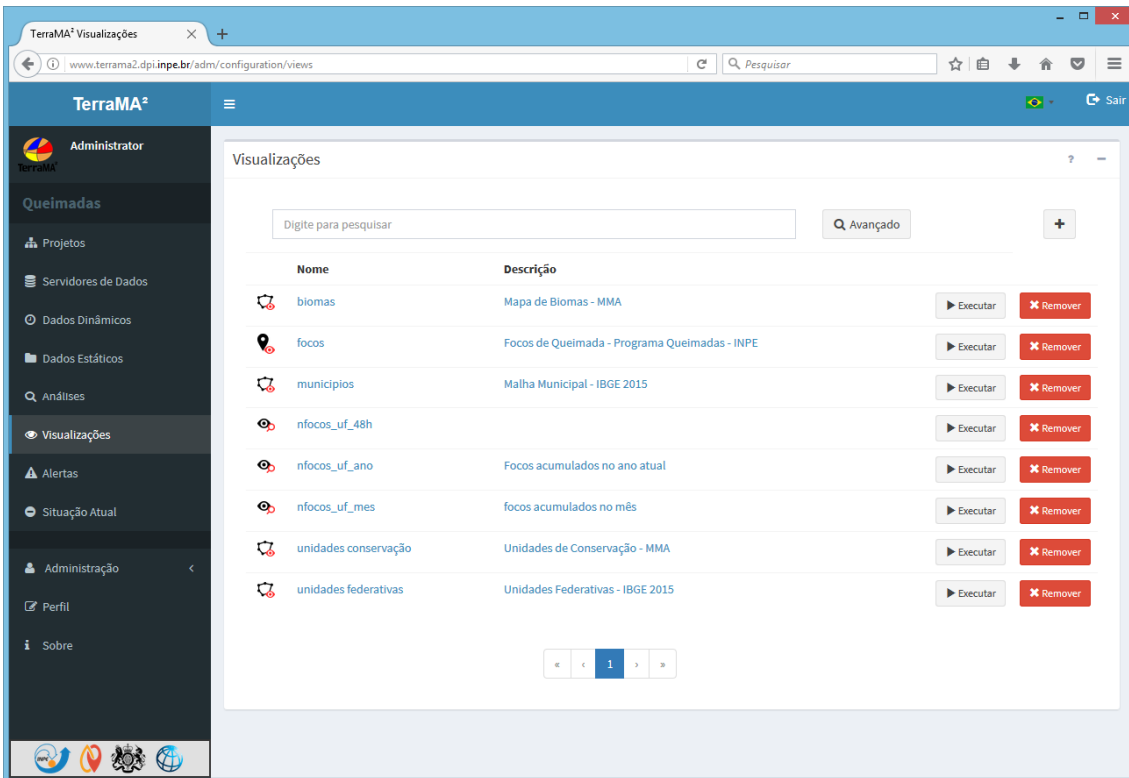 TerraMA² Visualizações
www.terrama2.dpi.inpe.br/adm/configuration/views
Pesquisar
TerraMA²
Sair
Administrator
TerraMA²
Visualizações
?
Queimadas
Digite para pesquisar
Avançado
Projetos
Servidores de Dados
Dados Dinâmicos
Dados Estáticos
Análises
Visualizações
Alertas
Situação Atual
Administração
Perfil
Sobre
Nome Descrição
biomas Mapa de Biomas - MMA Executar Remover
focos Focos de Queimada - Programa Queimadas - INPE Executar Remover
municipios Malha Municipal - IBGE 2015 Executar Remover
nfocos_uf_48h Executar Remover
nfocos_uf_ano Focos acumulados no ano atual Executar Remover
nfocos_uf_mes focos acumulados no mês Executar Remover
unidades conservação Unidades de Conservação - MMA Executar Remover
unidades federativas Unidades Federativas - IBGE 2015 Executar Remover
« ‹ 1 › »
INPE